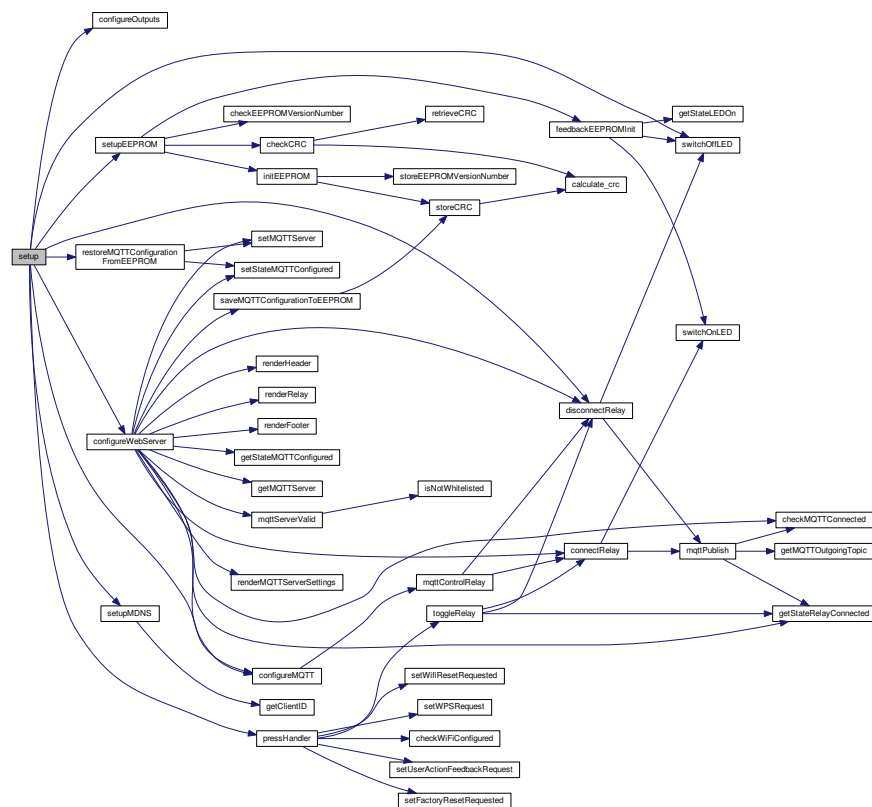 configureOutputs
checkEEPROMVersionNumber
retrieveCRC
getStateLEDOn
feedbackEEPROMInit
setupEEPROM
checkCRC
switchOffLED
initEEPROM
storeEEPROMVersionNumber
calculate_crc
storeCRC
setMQTTServer
setup
restoreMQTTConfiguration
FromEEPROM
setStateMQTTConfigured
saveMQTTConfigurationToEEPROM
switchOnLED
renderHeader
renderRelay
disconnectRelay
renderFooter
configureWebServer
getStateMQTTConfigured
getMQTTServer
isNotWhitelisted
mqttServerValid
checkMQTTConnected
connectRelay
mqttPublish
getMQTTOutgoingTopic
renderMQTTServerSettings
mqttControlRelay
setupMDNS
toggleRelay
getStateRelayConnected
configureMQTT
setWifiResetRequested
getClientID
setWPSRequest
pressHandler
checkWiFiConfigured
setUserActionFeedbackRequest
setFactoryResetRequested